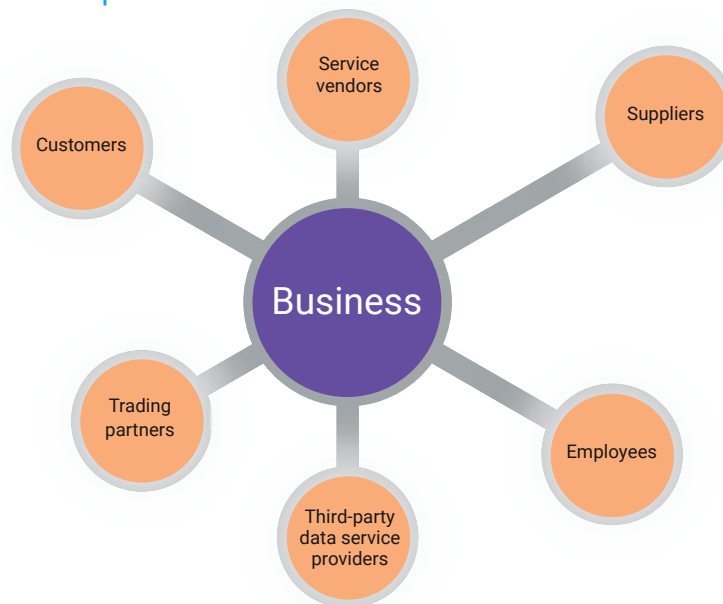 Service
vendors
Suppliers
Customers
Business
Trading
partners
Employees
Third-party
data service
providers